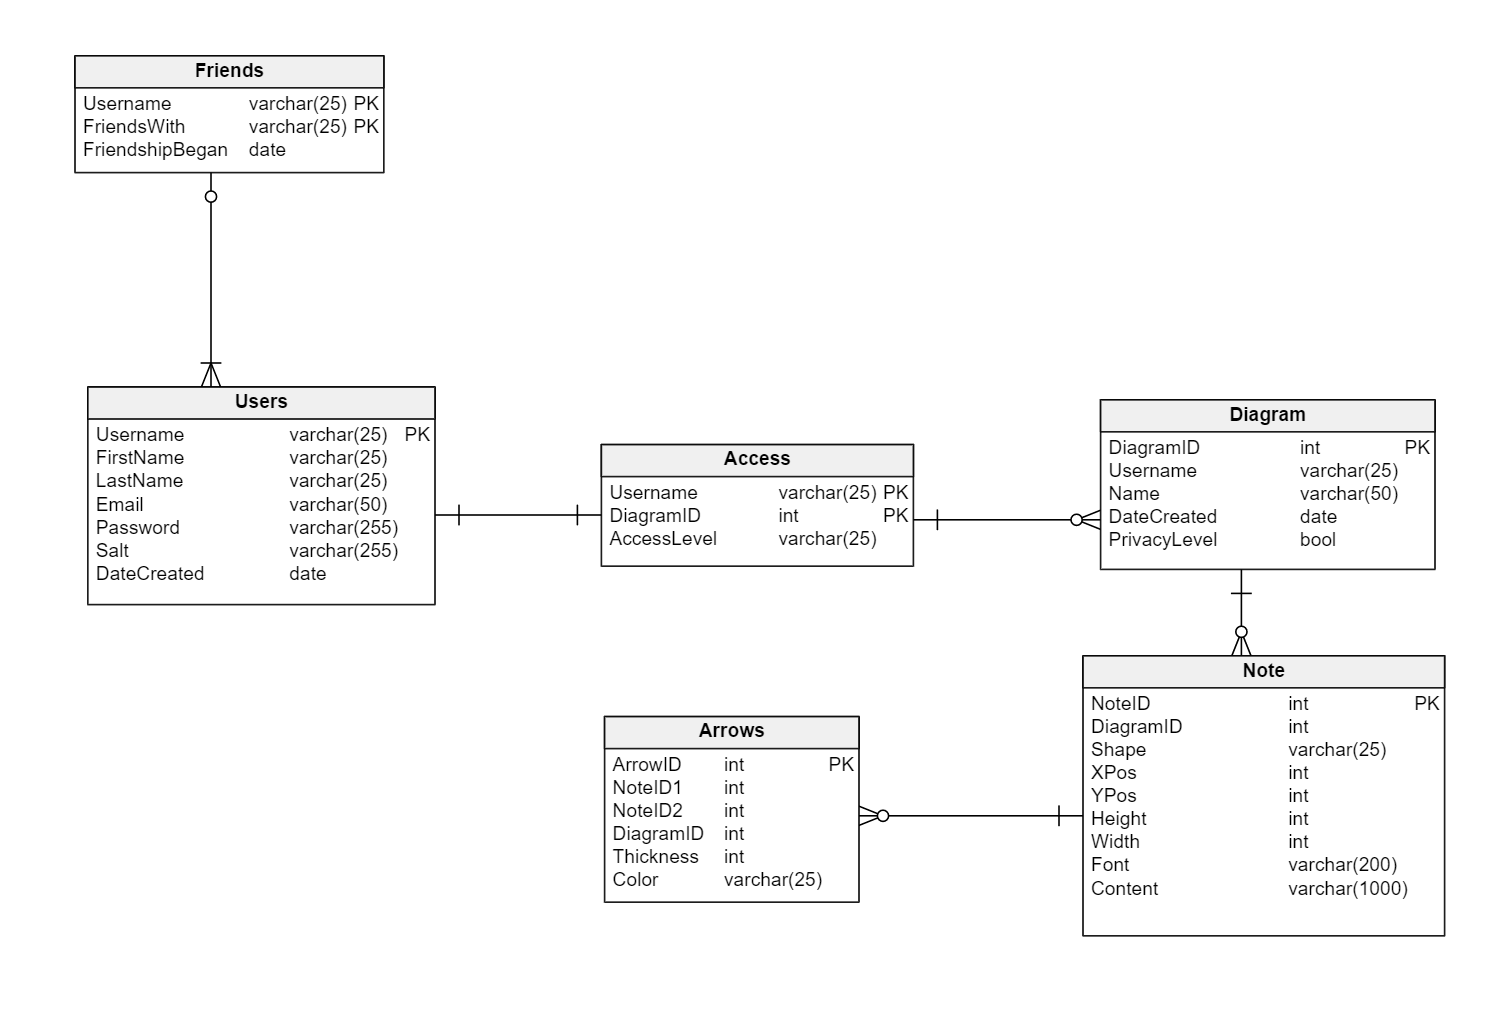 Friends
Username varchar(25) PK
FriendsWith varchar(25) PK
FriendshipBegan date
Users
Username varchar(25) PK
FirstName varchar(25)
LastName varchar(25)
Email varchar(50)
Password varchar(255)
Salt varchar(255)
DateCreated date
Access
Username varchar(25) PK
DiagramID int PK
AccessLevel varchar(25)
Diagram
DiagramID int PK
Username varchar(25)
Name varchar(50)
DateCreated date
PrivacyLevel bool
Arrows
ArrowID int PK
NoteID1 int
NoteID2 int
DiagramID int
Thickness int
Color varchar(25)
Note
NoteID int PK
DiagramID int
Shape varchar(25)
XPos int
YPos int
Height int
Width int
Font varchar(200)
Content varchar(1000)